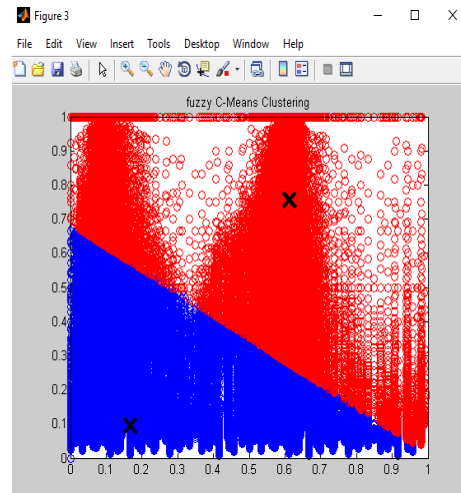 Figure 3
File Edit View Insert Tools Desktop Window Help
fuzzy C-Means Clustering
1
0.9
0.8
0.7
0.6
0.5
0.4
0.3
0.2
0.1
0
0 0.1 0.2 0.3 0.4 0.5 0.6 0.7 0.8 0.9 1